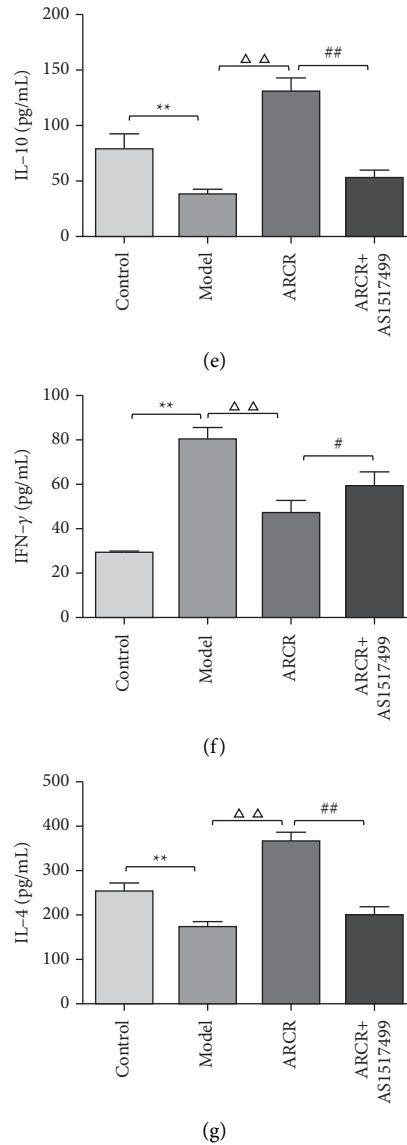 200
150
100
50
0
IL–10 (pg/mL)
**
△ △
##
Control
Model
ARCR
ARCR+
AS1517499
(e)
100
80
60
40
20
0
IFN–γ (pg/mL)
**
△ △
#
Control
Model
ARCR
ARCR+
AS1517499
(f)
500
400
300
200
100
0
IL–4 (pg/mL)
**
△ △
##
Control
Model
ARCR
ARCR+
AS1517499
(g)